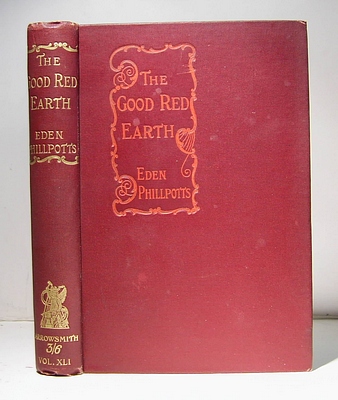 THE
GOOD RED
EARTH
EDEN
PHILLPOTTS
ARROWSMITH
3/6
VOL. XLI
THE
GOOD RED
EARTH
EDEN
PHILLPOTTS